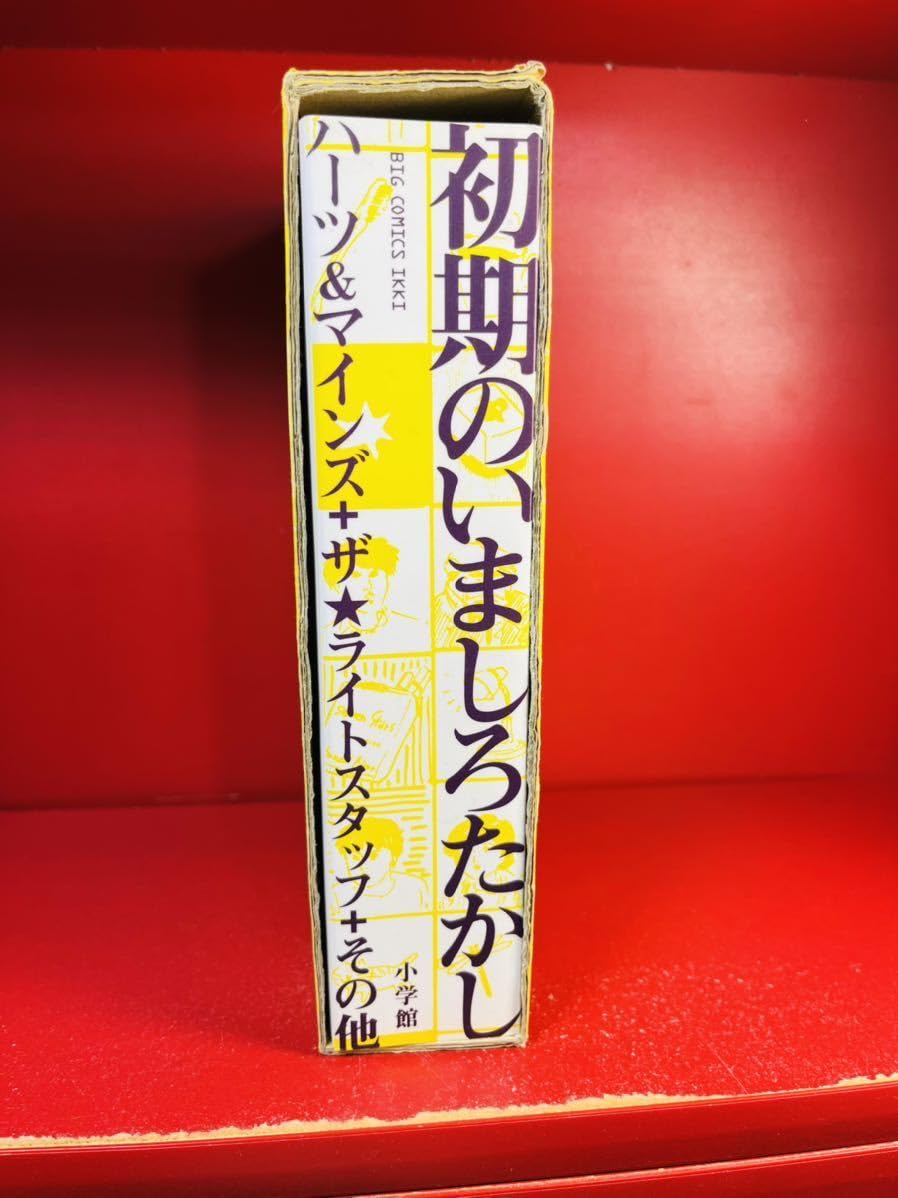 初期のいましろたかし
BIG COMICS IKKI
ハーツ&マインズ+ザ★ライトスタッフ+その他
小学館